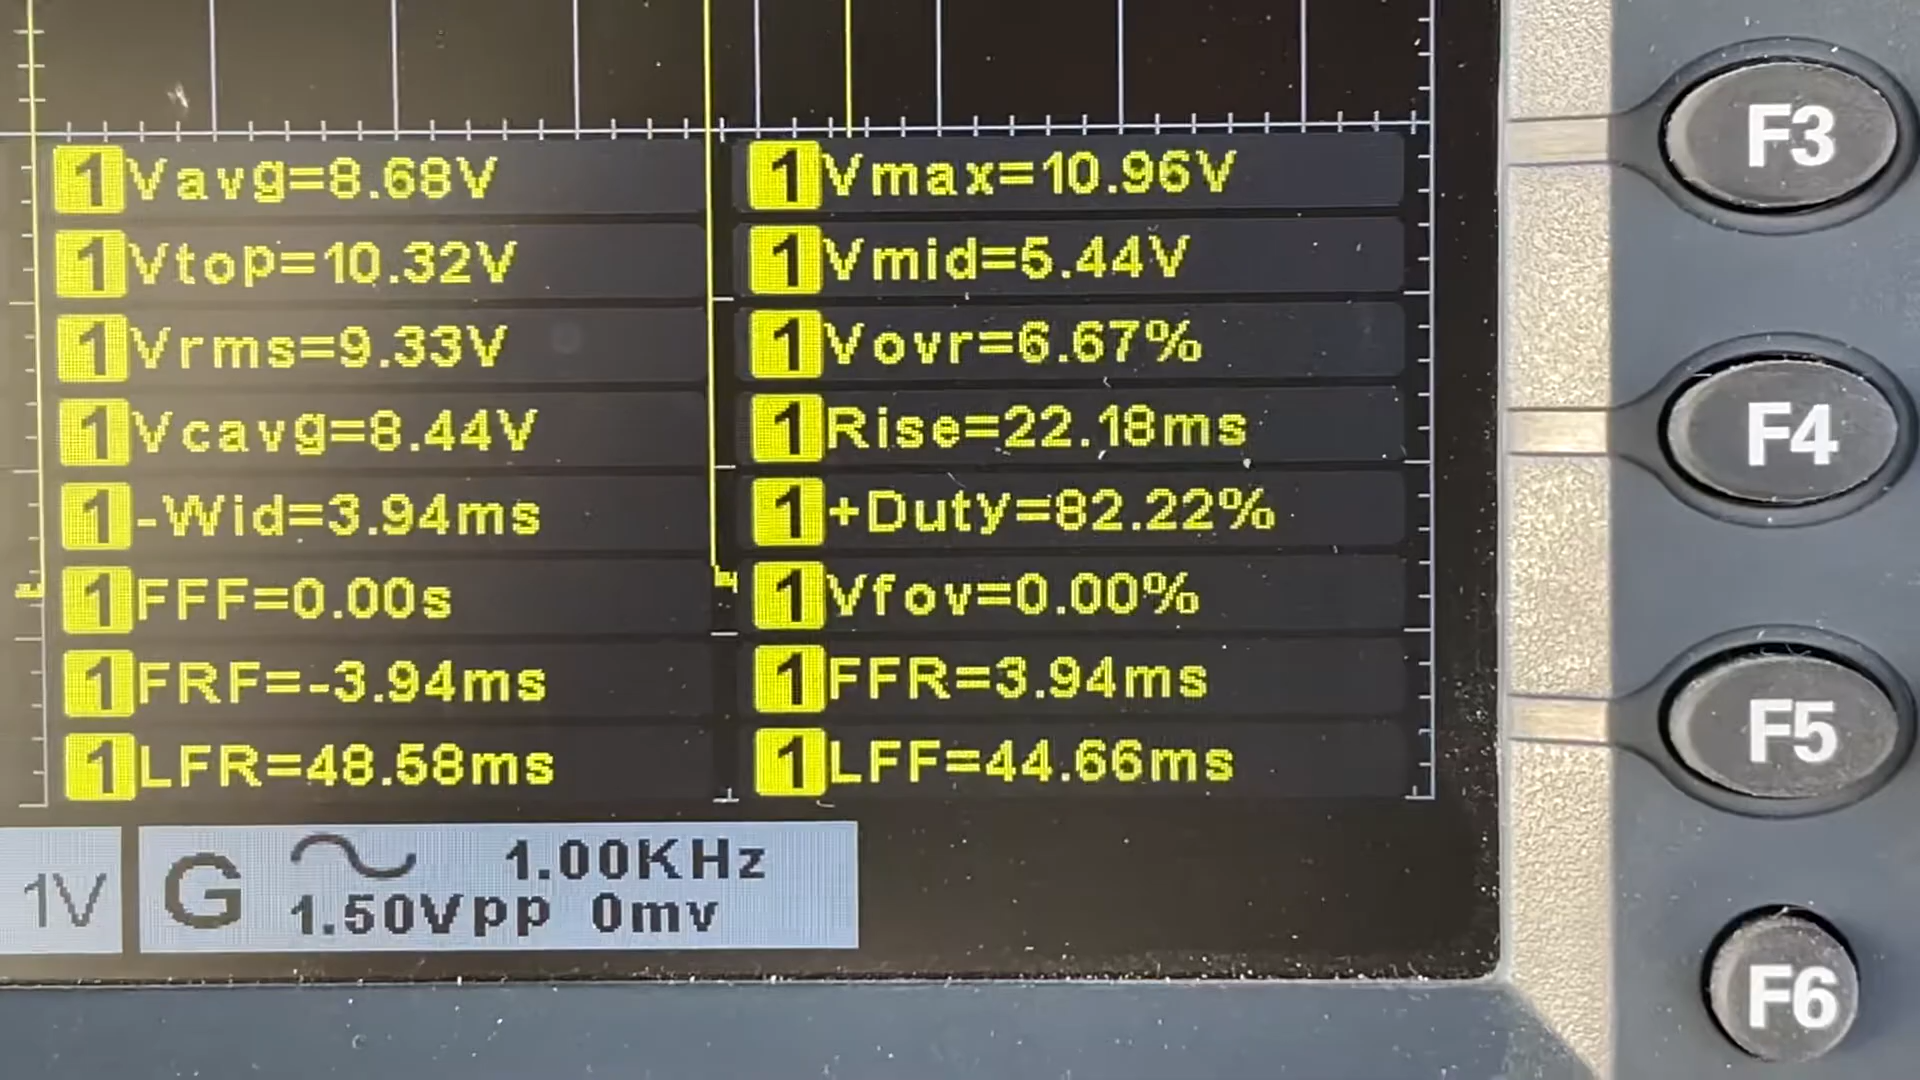 1 Vavg=8.68V 1 Vmax=10.96V
1 Vtop=10.32V 1 Vmid=5.44V
1 Vrms=9.33V 1 Vovr=6.67%
1 Vcavg=8.44V 1 Rise=22.18ms
1 -Wid=3.94ms 1 +Duty=82.22%
1 FFF=0.00s 1 Vfov=0.00%
1 FRF=-3.94ms 1 FFR=3.94ms
1 LFR=48.58ms 1 LFF=44.66ms
1V G 1.00KHz
1.50Vpp 0mv
F3
F4
F5
F6